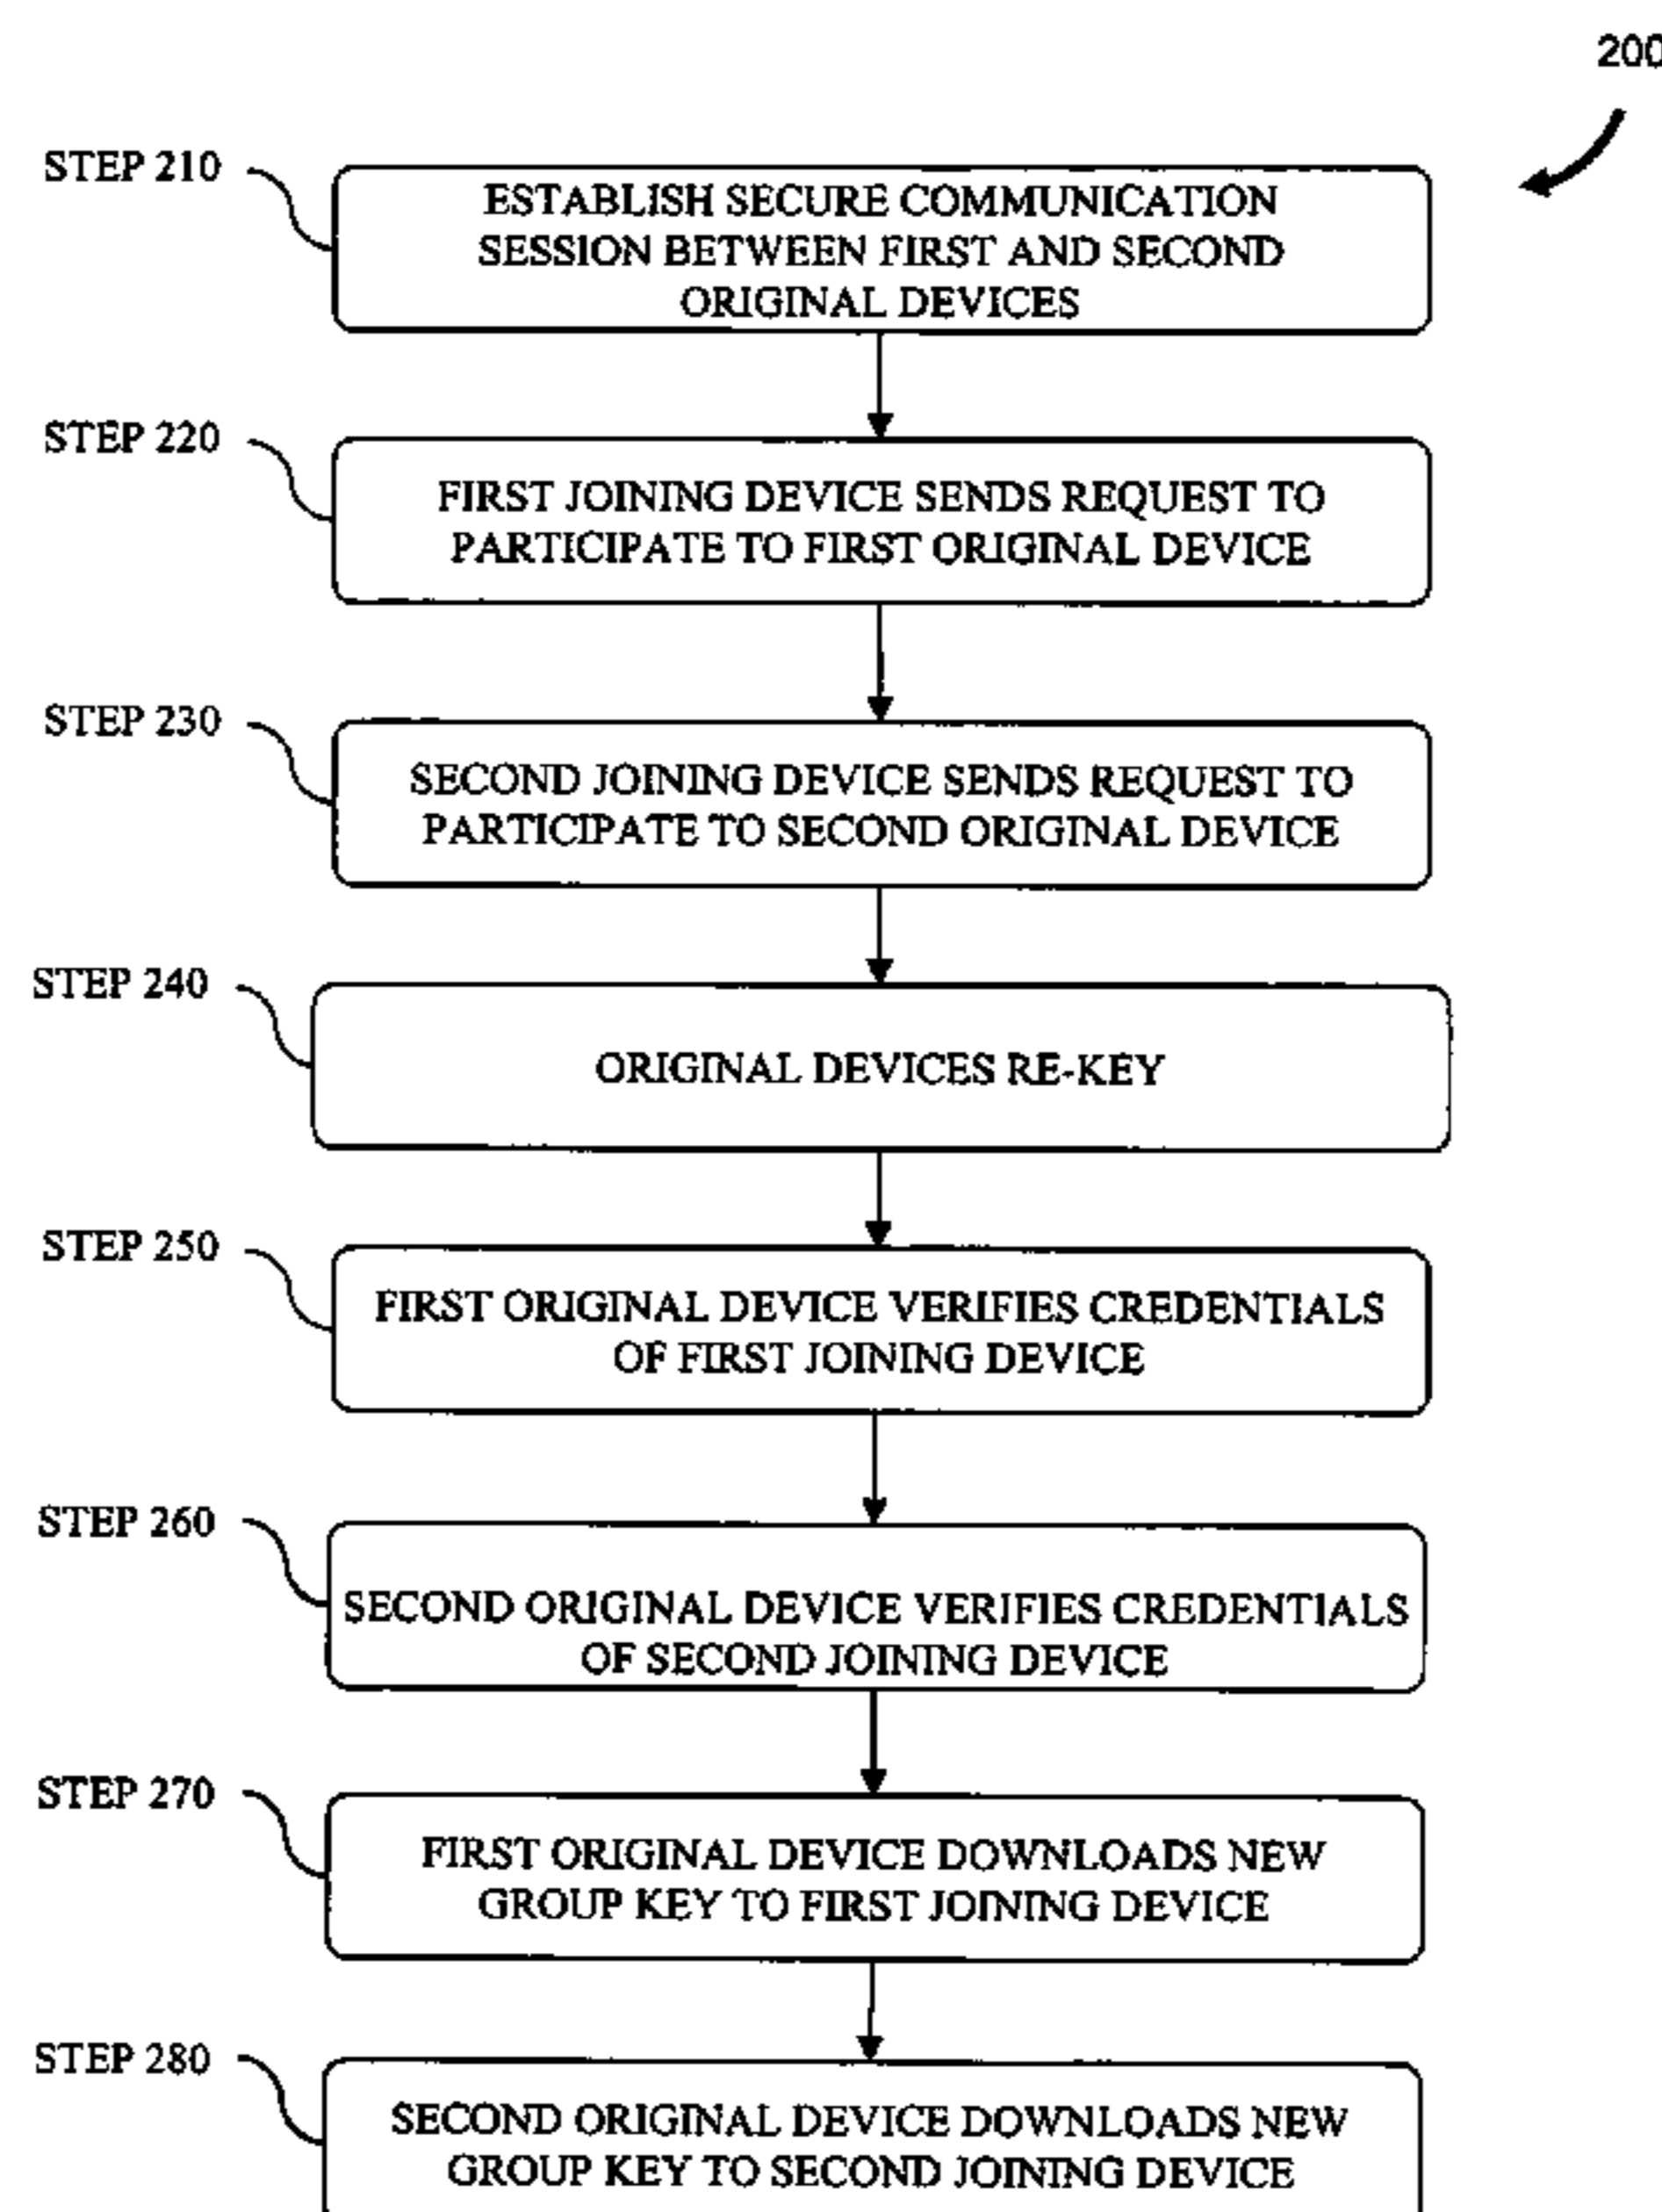 200
STEP 210
ESTABLISH SECURE COMMUNICATION
SESSION BETWEEN FIRST AND SECOND
ORIGINAL DEVICES
STEP 220
FIRST JOINING DEVICE SENDS REQUEST TO
PARTICIPATE TO FIRST ORIGINAL DEVICE
STEP 230
SECOND JOINING DEVICE SENDS REQUEST TO
PARTICIPATE TO SECOND ORIGINAL DEVICE
STEP 240
ORIGINAL DEVICES RE-KEY
STEP 250
FIRST ORIGINAL DEVICE VERIFIES CREDENTIALS
OF FIRST JOINING DEVICE
STEP 260
SECOND ORIGINAL DEVICE VERIFIES CREDENTIALS
OF SECOND JOINING DEVICE
STEP 270
FIRST ORIGINAL DEVICE DOWNLOADS NEW
GROUP KEY TO FIRST JOINING DEVICE
STEP 280
SECOND ORIGINAL DEVICE DOWNLOADS NEW
GROUP KEY TO SECOND JOINING DEVICE